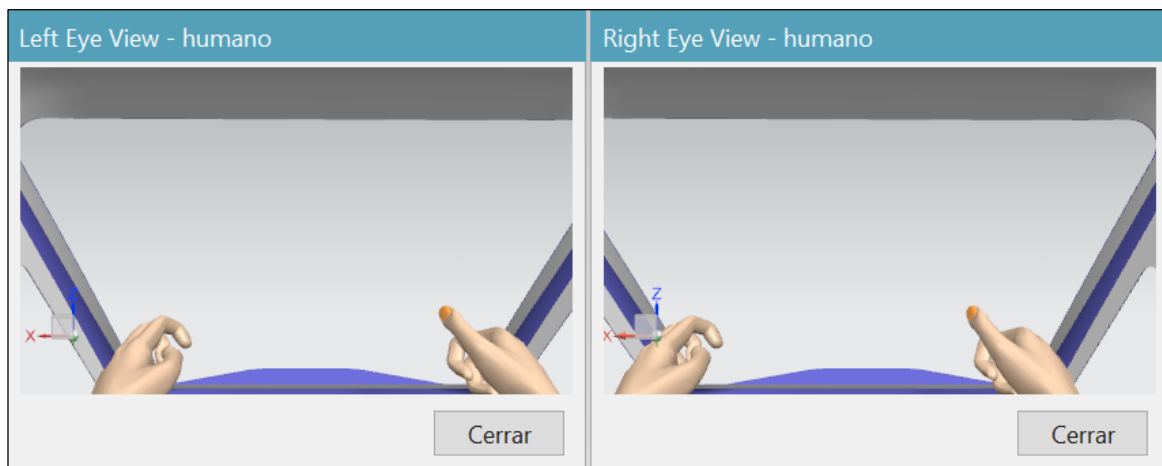 Left Eye View - humano
Right Eye View - humano
Z
X
Z
X
Cerrar
Cerrar